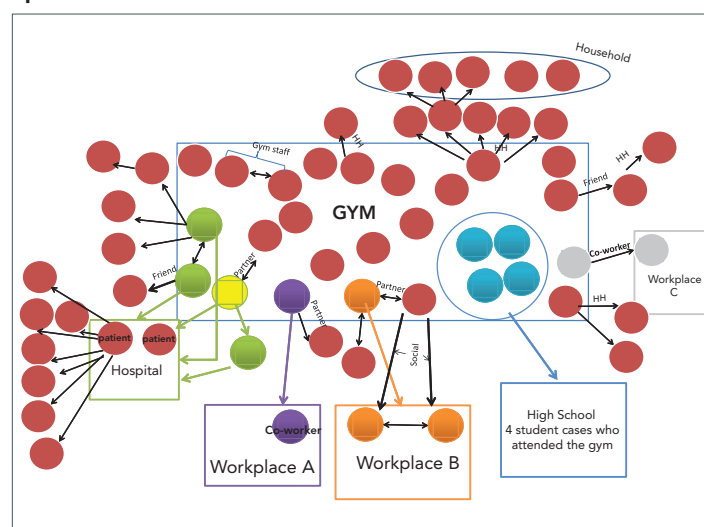 Household
HH
Gym staff
HH
Friend
HH
GYM
Co-worker
Workplace
C
Friend
Partner
Partner
Partner
HH
patient
patient
Hospital
Social
Co-worker
Workplace A
Workplace B
High School
4 student cases who
attended the gym